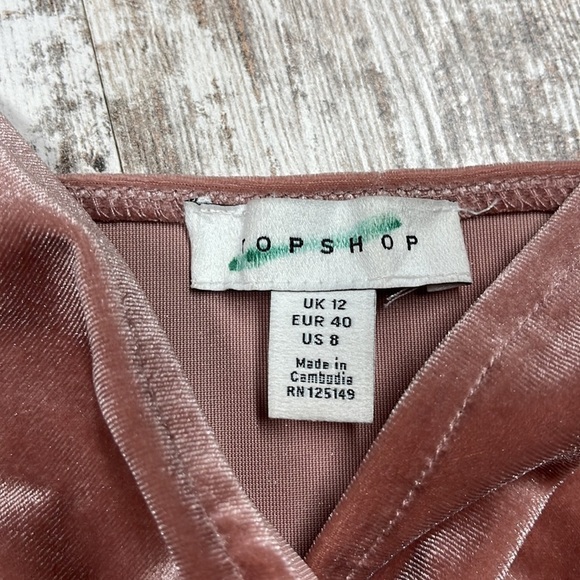 TOPSHOP
UK 12
EUR 40
US 8
Made in
Cambodia
RN 125149